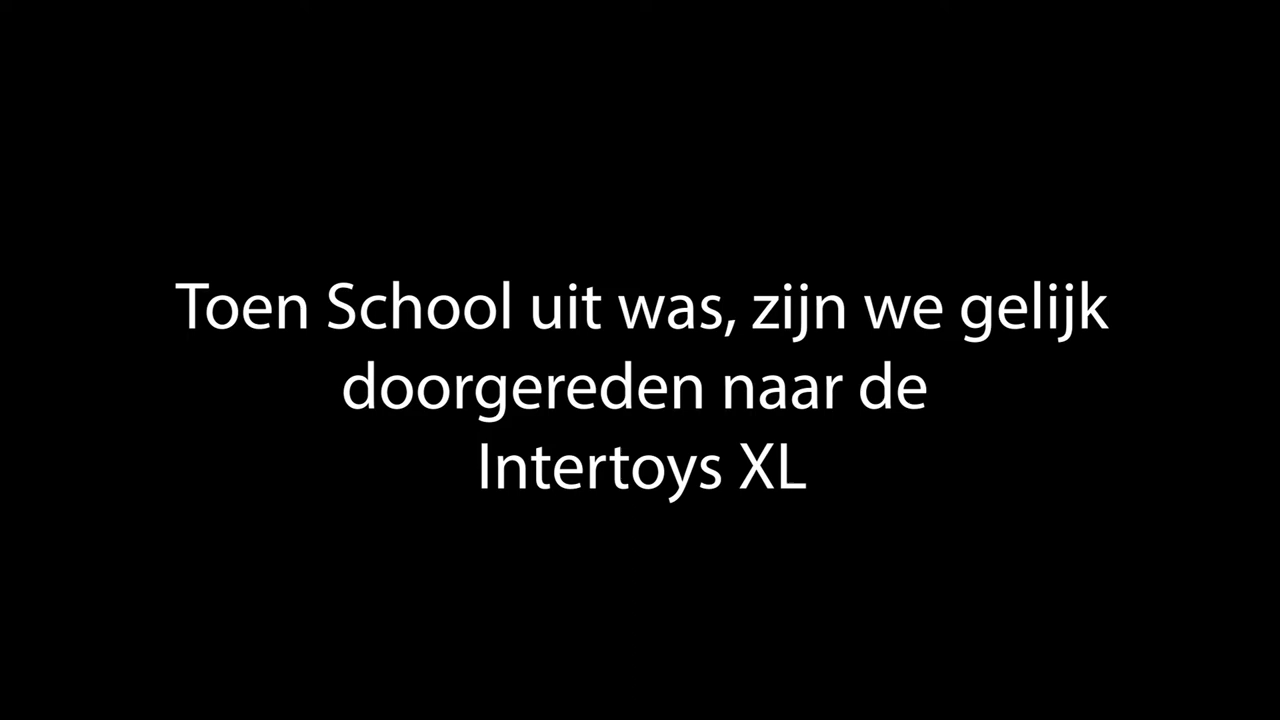 Toen School uit was, zijn we gelijk
doorgereden naar de
Intertoys XL